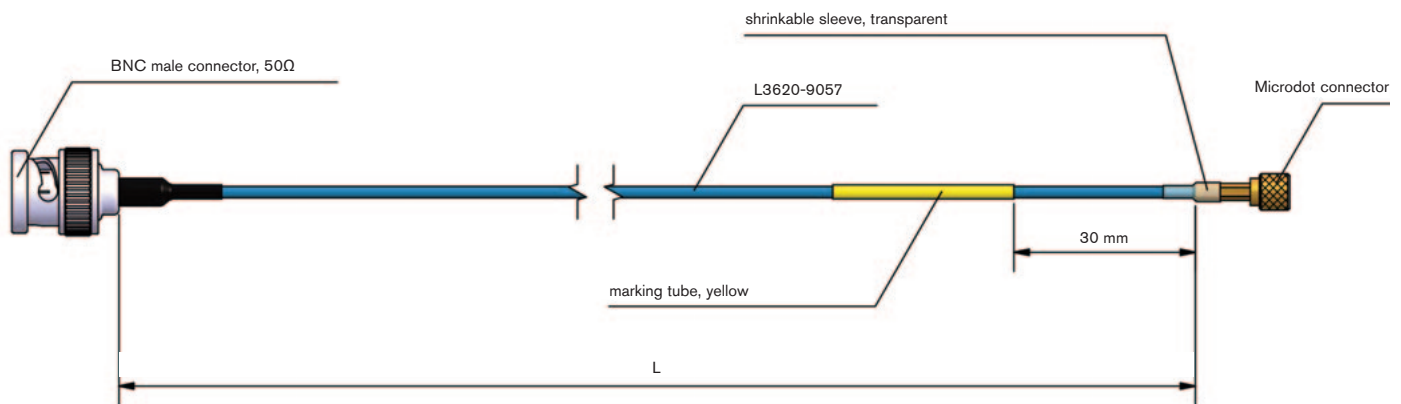 shrinkable sleeve, transparent
BNC male connector, 50Ω
L3620-9057
Microdot connector
30 mm
marking tube, yellow
L